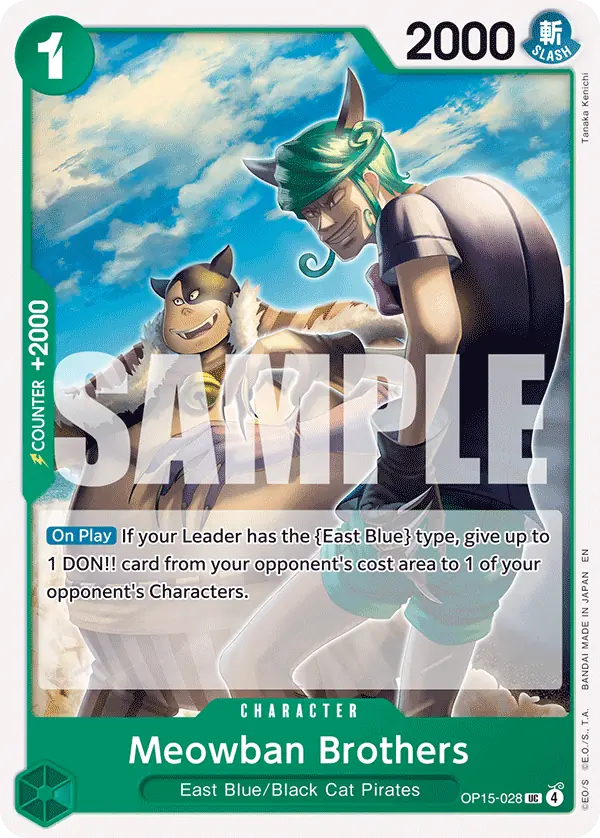 1
2000
斬
SLASH
Tanaka Kenichi
COUNTER +2000
SAMPLE
On Play If your Leader has the {East Blue} type, give up to
1 DON!! card from your opponent's cost area to 1 of your
opponent's Characters.
CHARACTER
Meowban Brothers
East Blue/Black Cat Pirates
OP15-028 UC 4
©E.O/S ©E.O./S., T.A. BANDAI MADE IN JAPAN EN